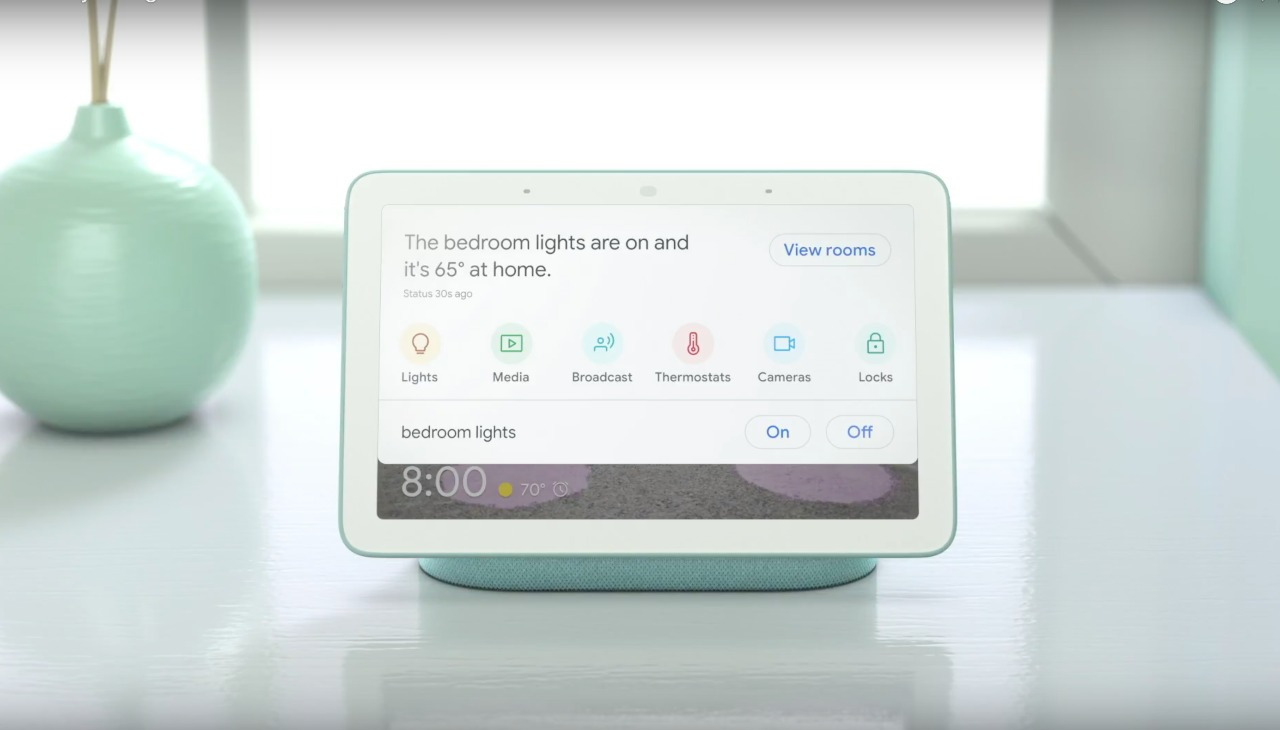 The bedroom lights are on and
it's 65° at home.
View rooms
Status 30s ago
Lights
Media
Broadcast
Thermostats
Cameras
Locks
bedroom lights
On
Off
8:00
70°